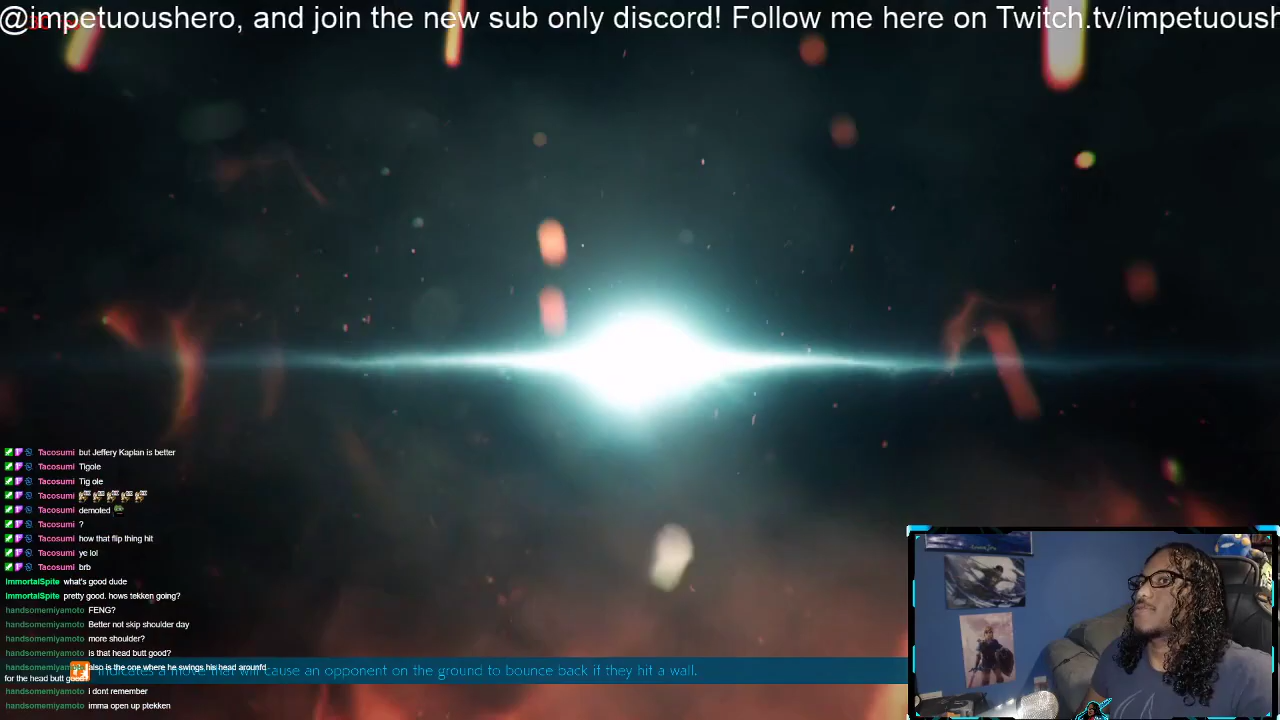 @impetuoushero, and join the new sub only discord! Follow me here on Twitch.tv/impetuoush
Tacosumi but Jeffery Kaplan is better
Tacosumi Tigole
Tacosumi Tig ole
Tacosumi
Tacosumi demoted
Tacosumi ?
Tacosumi how that flip thing hit
Tacosumi ye lol
Tacosumi brb
ImmortalSpite what's good dude
ImmortalSpite pretty good. hows tekken going?
handsomemiyamoto FENG?
handsomemiyamoto Better not skip shoulder day
handsomemiyamoto more shoulder?
handsomemiyamoto is that head butt good?
handsomemiyamoto also is the one where he swings his head arounfd
for the head butt good
Indicates a move that will cause an opponent on the ground to bounce back if they hit a wall.
handsomemiyamoto i dont remember
handsomemiyamoto imma open up ptekken